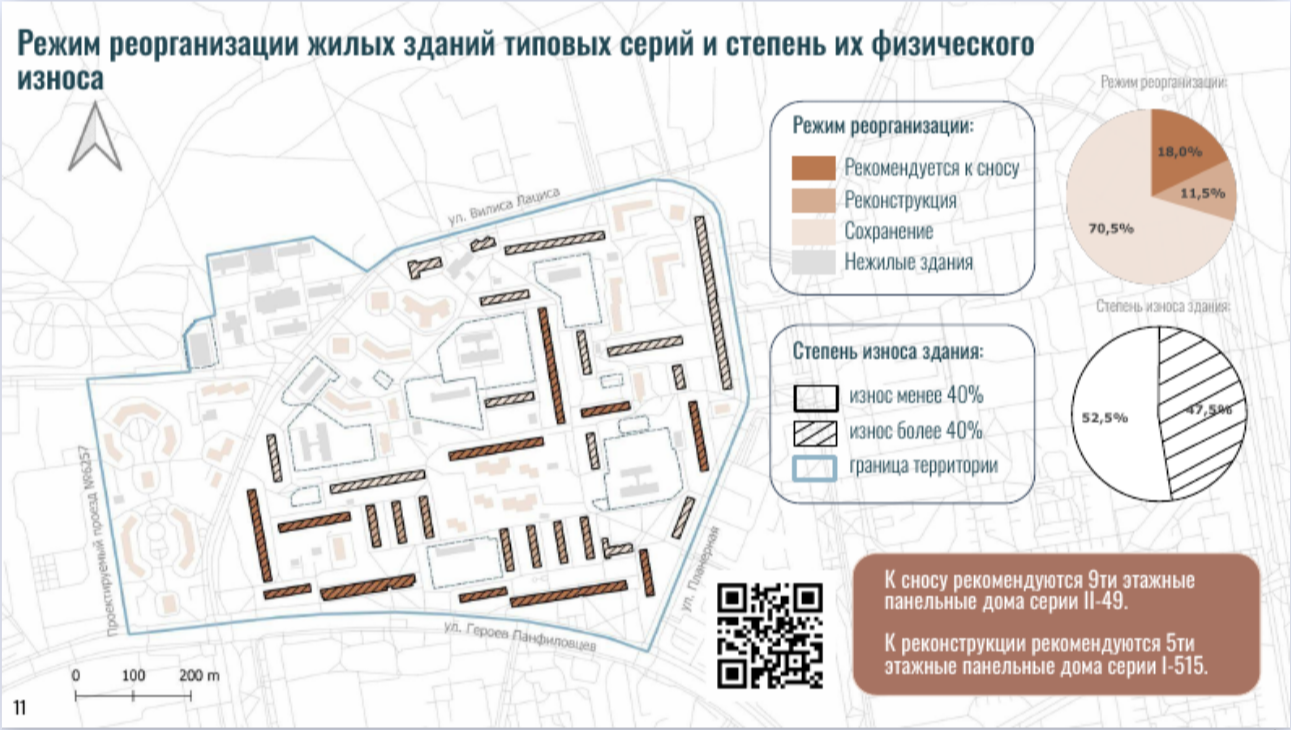 Режим реорганизации жилых зданий типовых серий и степень их физического
износа
Режим реорганизации:
Режим реорганизации:
Рекомендуется к сносу
Реконструкция
Сохранение
Нежилые здания
18,0%
11,5%
70,5%
ул. Вилиса Лациса
Степень износа здания:
Степень износа здания:
износ менее 40%
износ более 40%
граница территории
52,5%
47,5%
Проектируемый проезд №6257
ул. Планерная
ул. Героев Панфиловцев
К сносу рекомендуются 9ти этажные
панельные дома серии II-49.
К реконструкции рекомендуются 5ти
этажные панельные дома серии I-515.
0 100 200 m
11